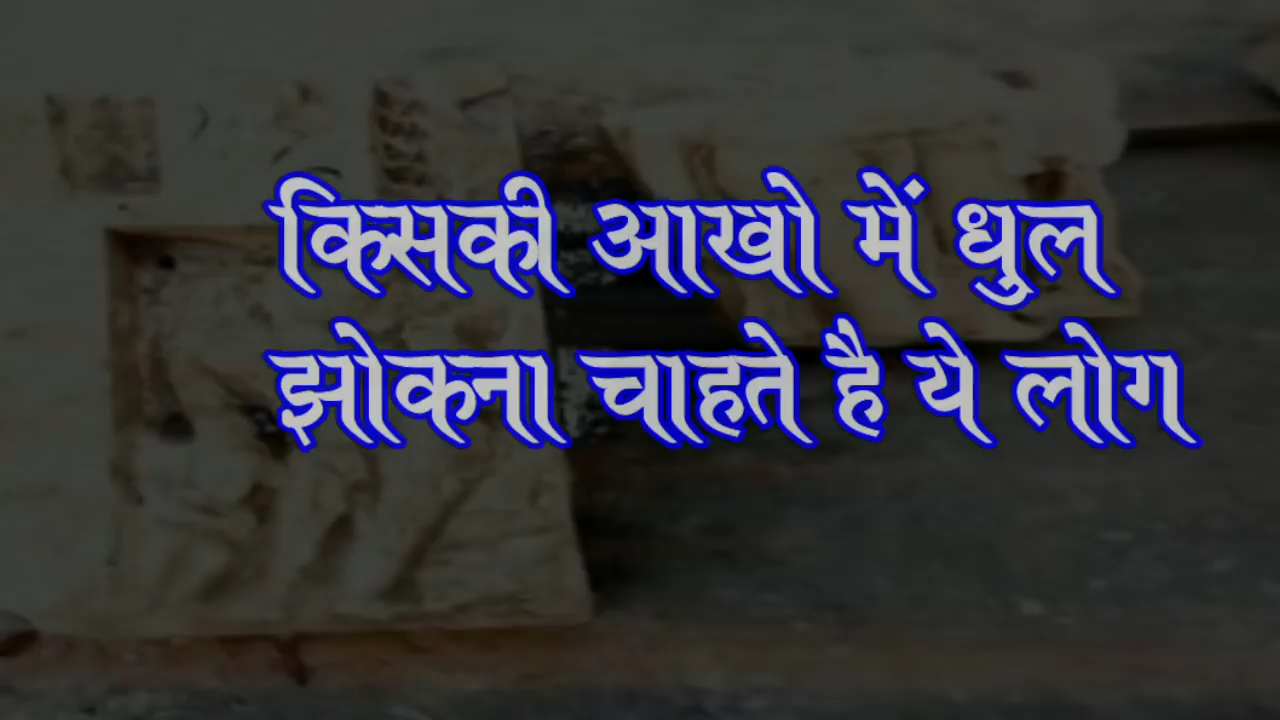 किसकी आखो में धुल
झोकना चाहते है ये लोग